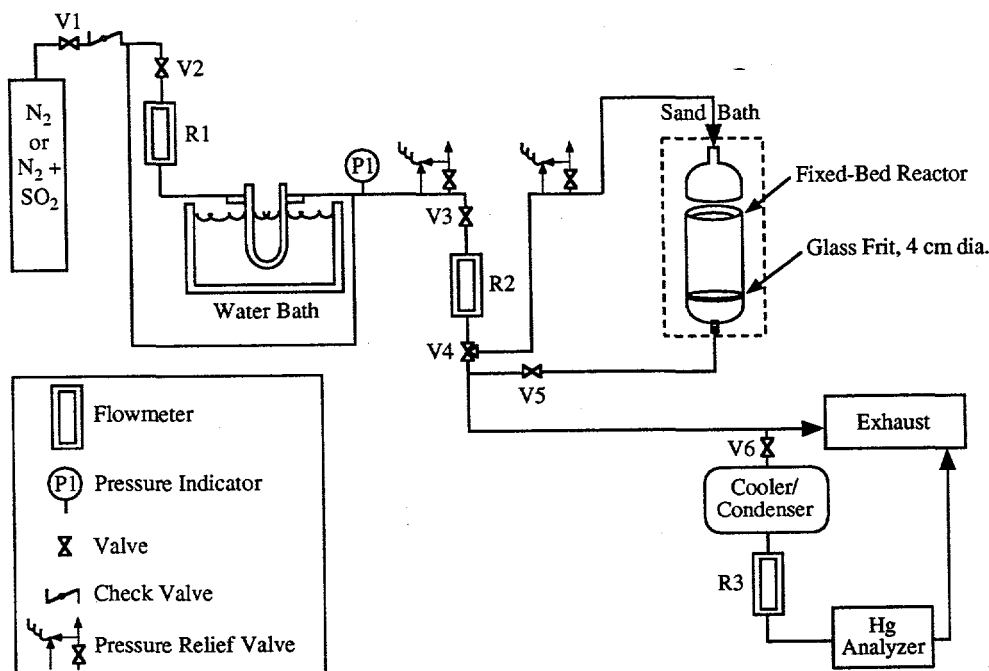 V1
V2
N2
or
N2 +
SO2
R1
P1
Water Bath
V3
R2
V4
V5
Sand Bath
Fixed-Bed Reactor
Glass Frit, 4 cm dia.
Exhaust
V6
Cooler/
Condenser
R3
Hg
Analyzer
Flowmeter
P1
Pressure Indicator
Valve
Check Valve
Pressure Relief Valve